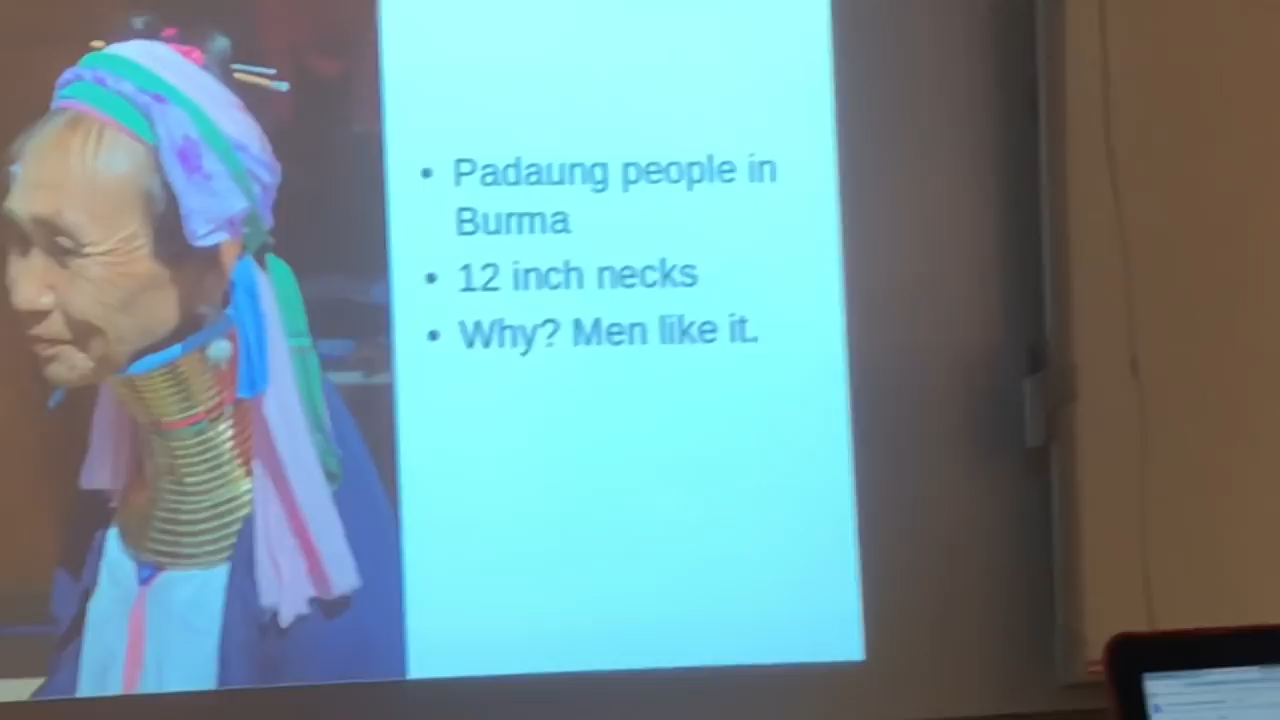 • Padaung people in
Burma
• 12 inch necks
• Why? Men like it.